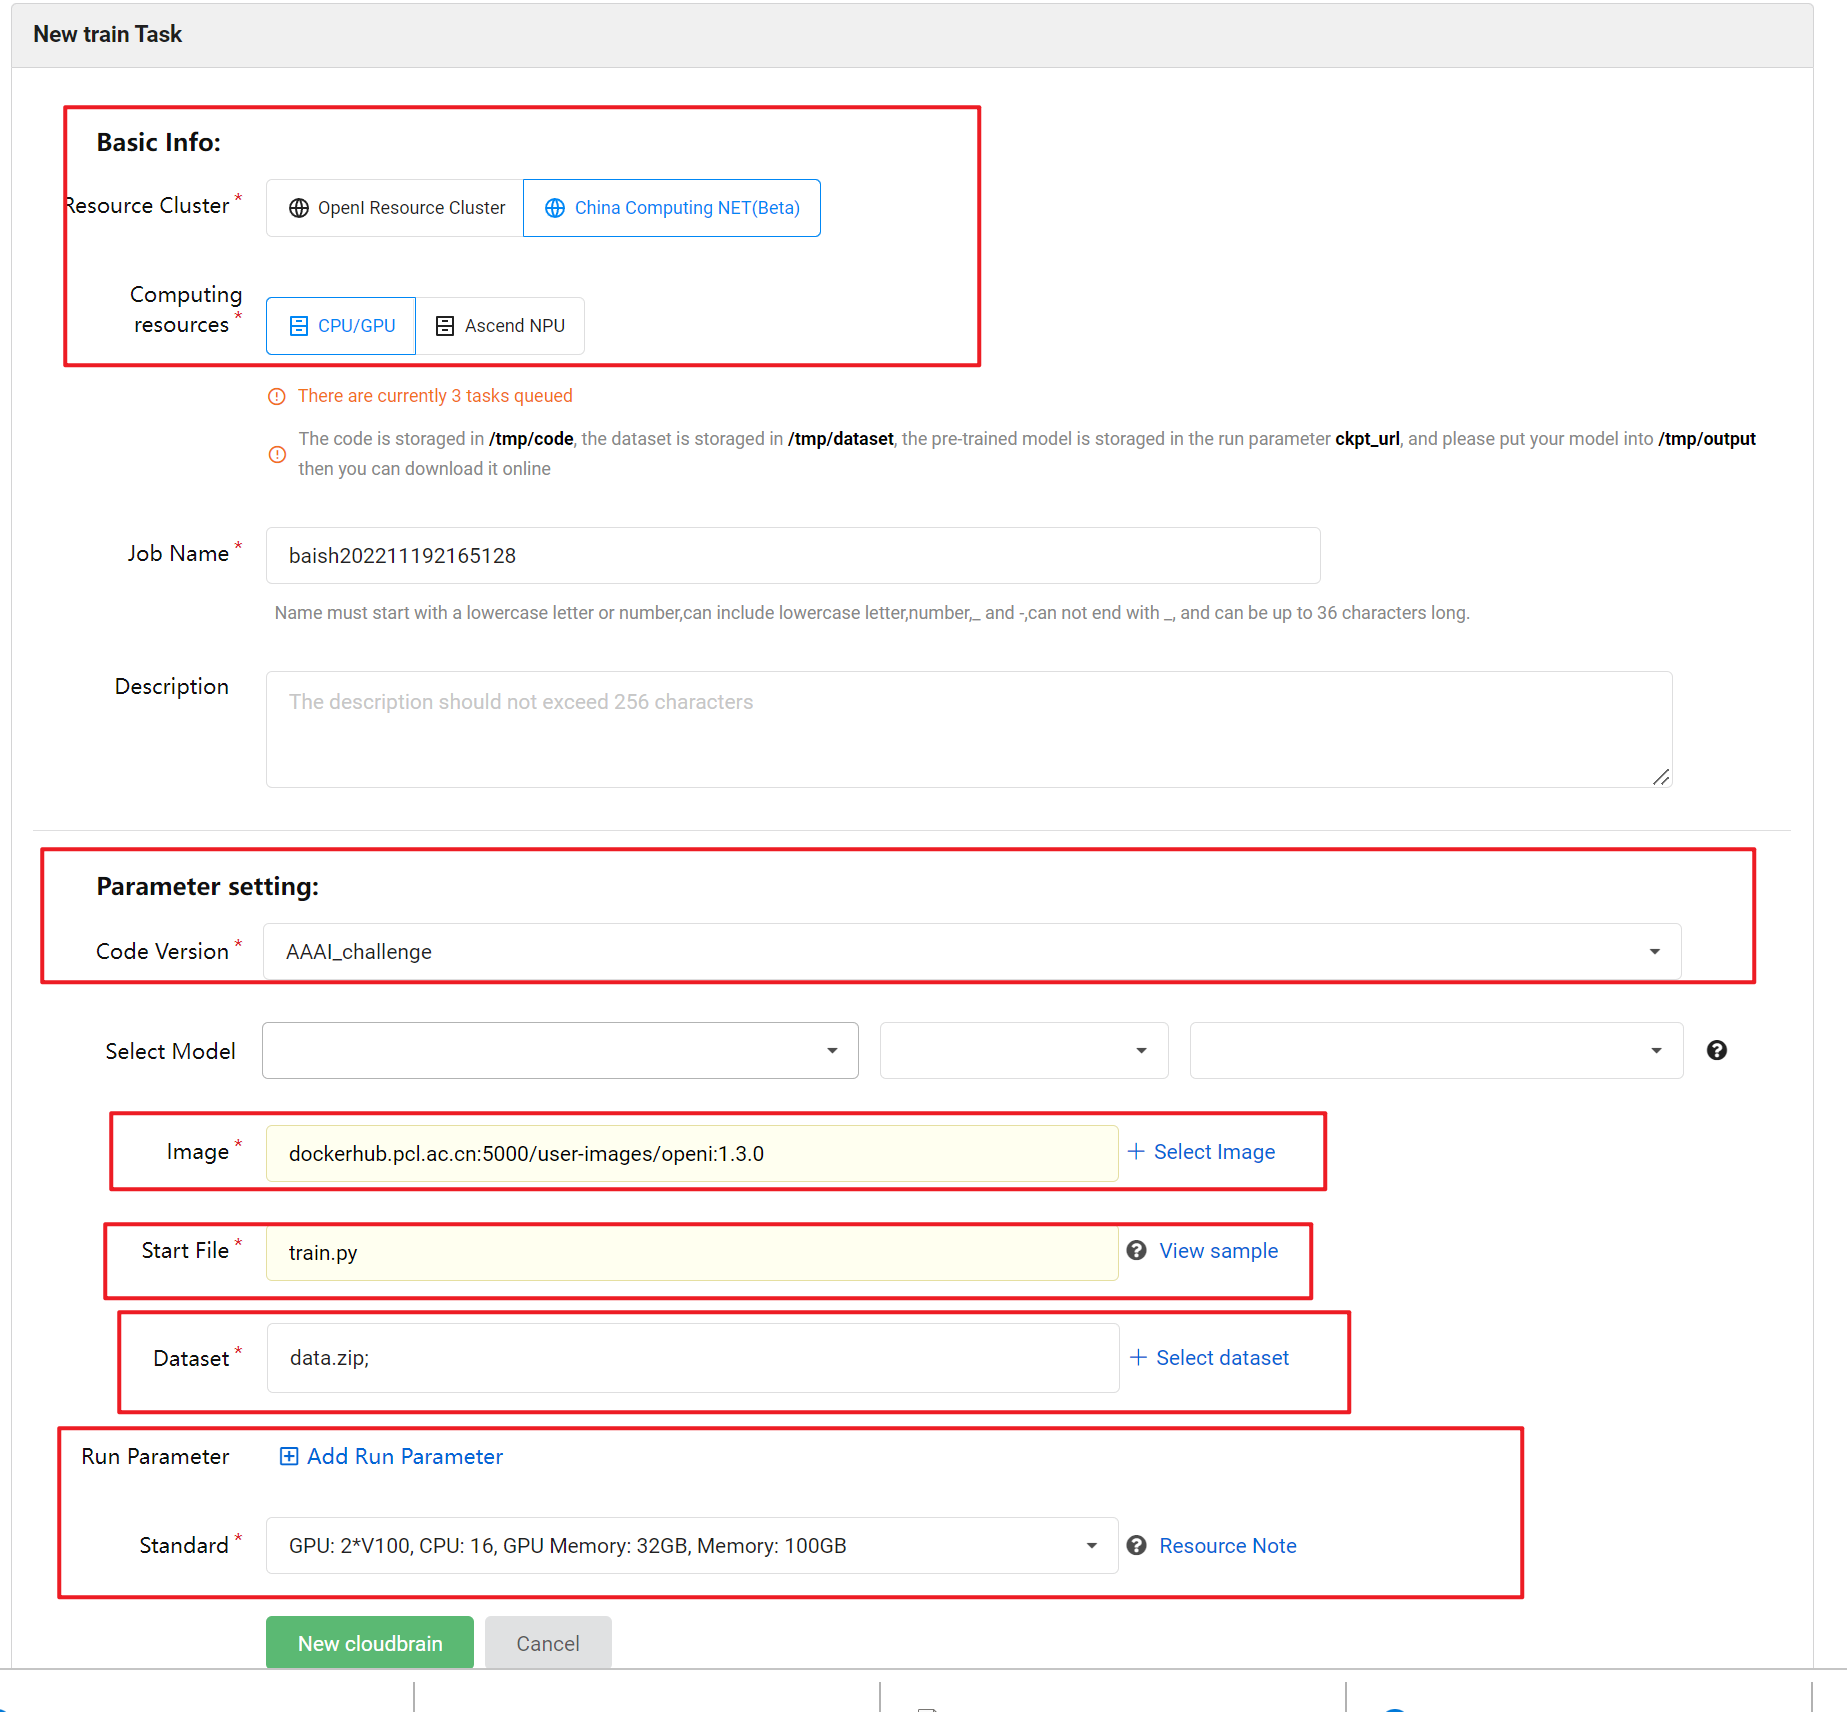 New train Task
Basic Info:
Resource Cluster *
OpenI Resource Cluster
China Computing NET(Beta)
Computing
resources *
CPU/GPU
Ascend NPU
There are currently 3 tasks queued
The code is storaged in /tmp/code, the dataset is storaged in /tmp/dataset, the pre-trained model is storaged in the run parameter ckpt_url, and please put your model into /tmp/output
then you can download it online
Job Name *
baish202211192165128
Name must start with a lowercase letter or number,can include lowercase letter,number,_ and -,can not end with _, and can be up to 36 characters long.
Description
The description should not exceed 256 characters
Parameter setting:
Code Version *
AAAI_challenge
Select Model
Image *
dockerhub.pcl.ac.cn:5000/user-images/openi:1.3.0
Select Image
Start File *
train.py
View sample
Dataset *
data.zip;
Select dataset
Run Parameter
Add Run Parameter
Standard *
GPU: 2*V100, CPU: 16, GPU Memory: 32GB, Memory: 100GB
Resource Note
New cloudbrain
Cancel